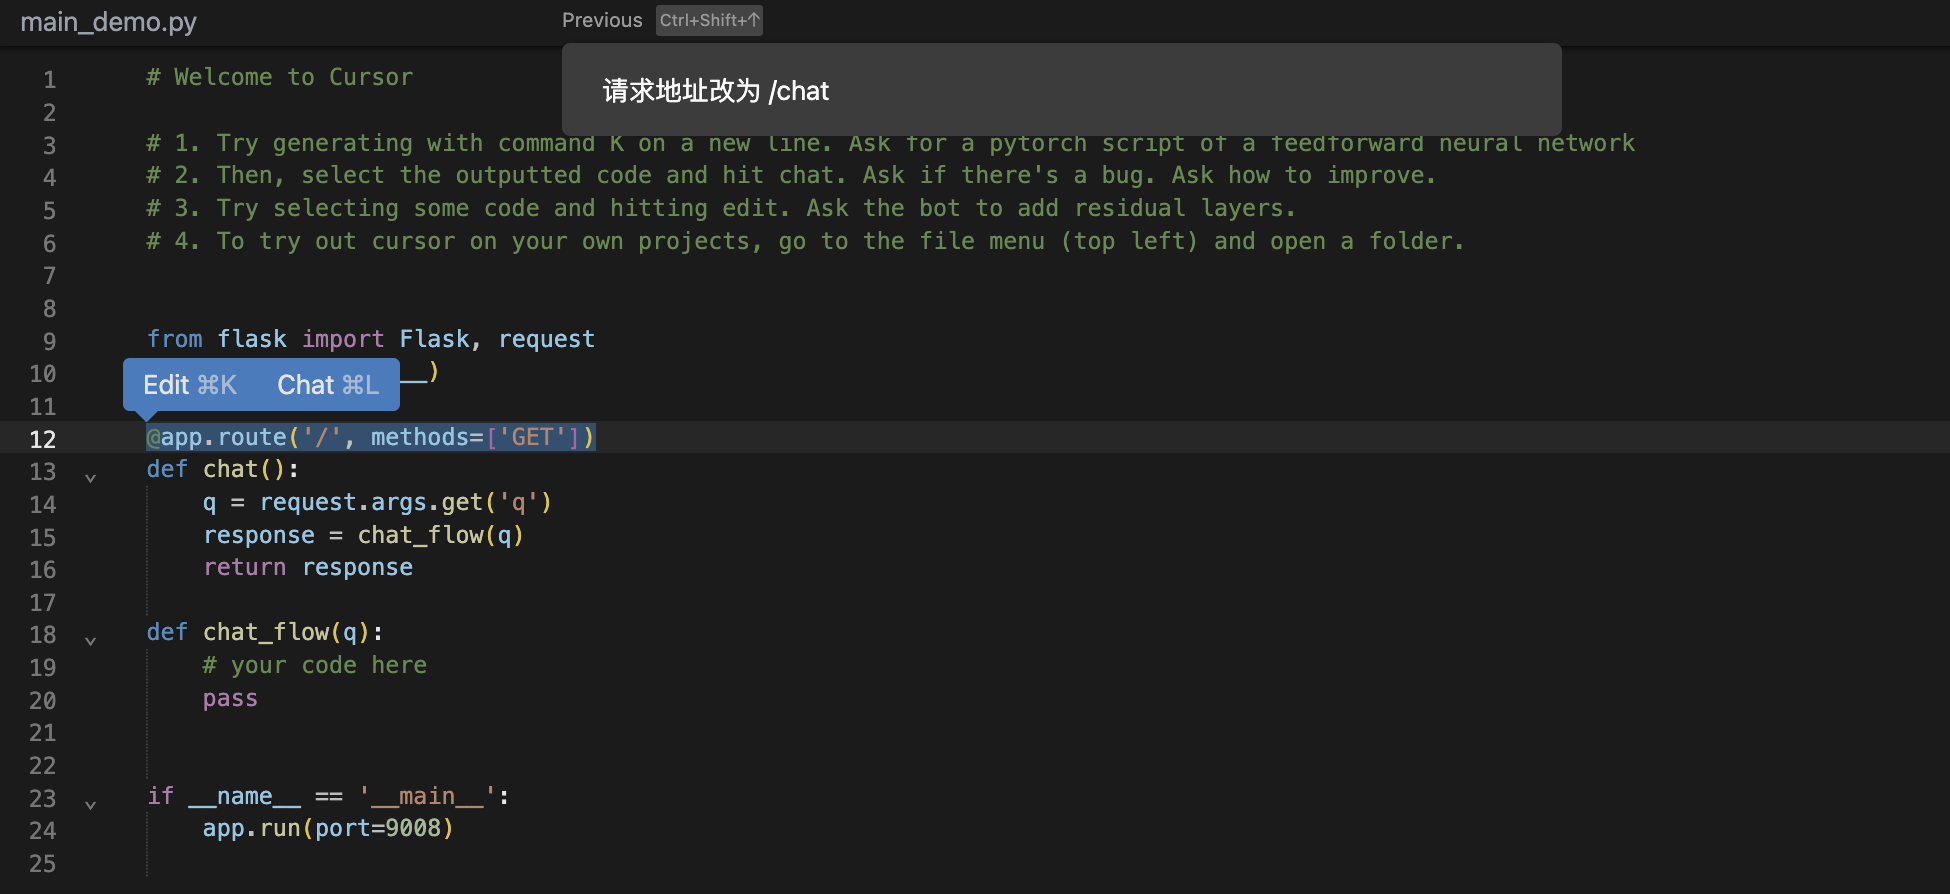 main_demo.py
Previous Ctrl+Shift+↑
请求地址改为 /chat
1 # Welcome to Cursor
2
3 # 1. Try generating with command K on a new line. Ask for a pytorch script of a feedforward neural network
4 # 2. Then, select the outputted code and hit chat. Ask if there's a bug. Ask how to improve.
5 # 3. Try selecting some code and hitting edit. Ask the bot to add residual layers.
6 # 4. To try out cursor on your own projects, go to the file menu (top left) and open a folder.
7
8
9 from flask import Flask, request
10 __)
Edit ⌘K Chat ⌘L
11
12 @app.route('/', methods=['GET'])
13 def chat():
14     q = request.args.get('q')
15     response = chat_flow(q)
16     return response
17
18 def chat_flow(q):
19     # your code here
20     pass
21
22
23 if __name__ == '__main__':
24     app.run(port=9008)
25